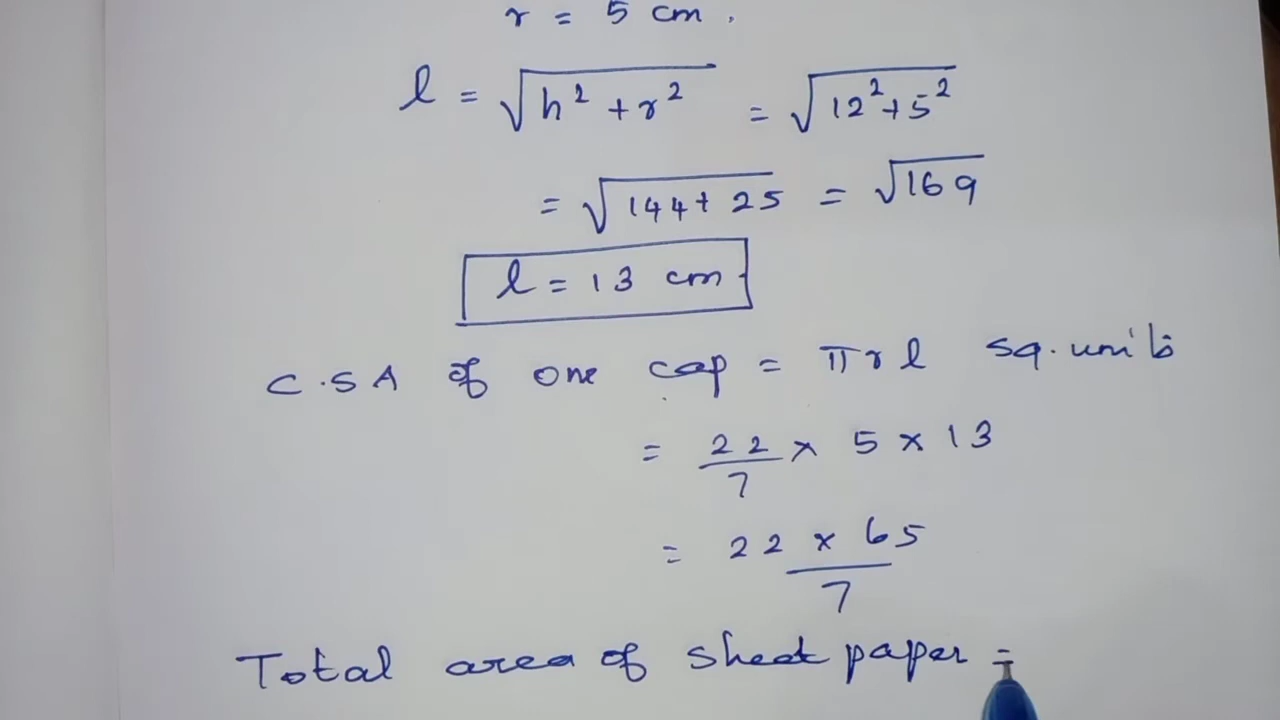 r = 5 cm.
l = √h² + r² = √12² + 5²
= √144 + 25 = √169
l = 13 cm
C.S.A of one cap = πrl sq. units
= 22/7 × 5 × 13
= 22 × 65/7
Total area of sheet paper =